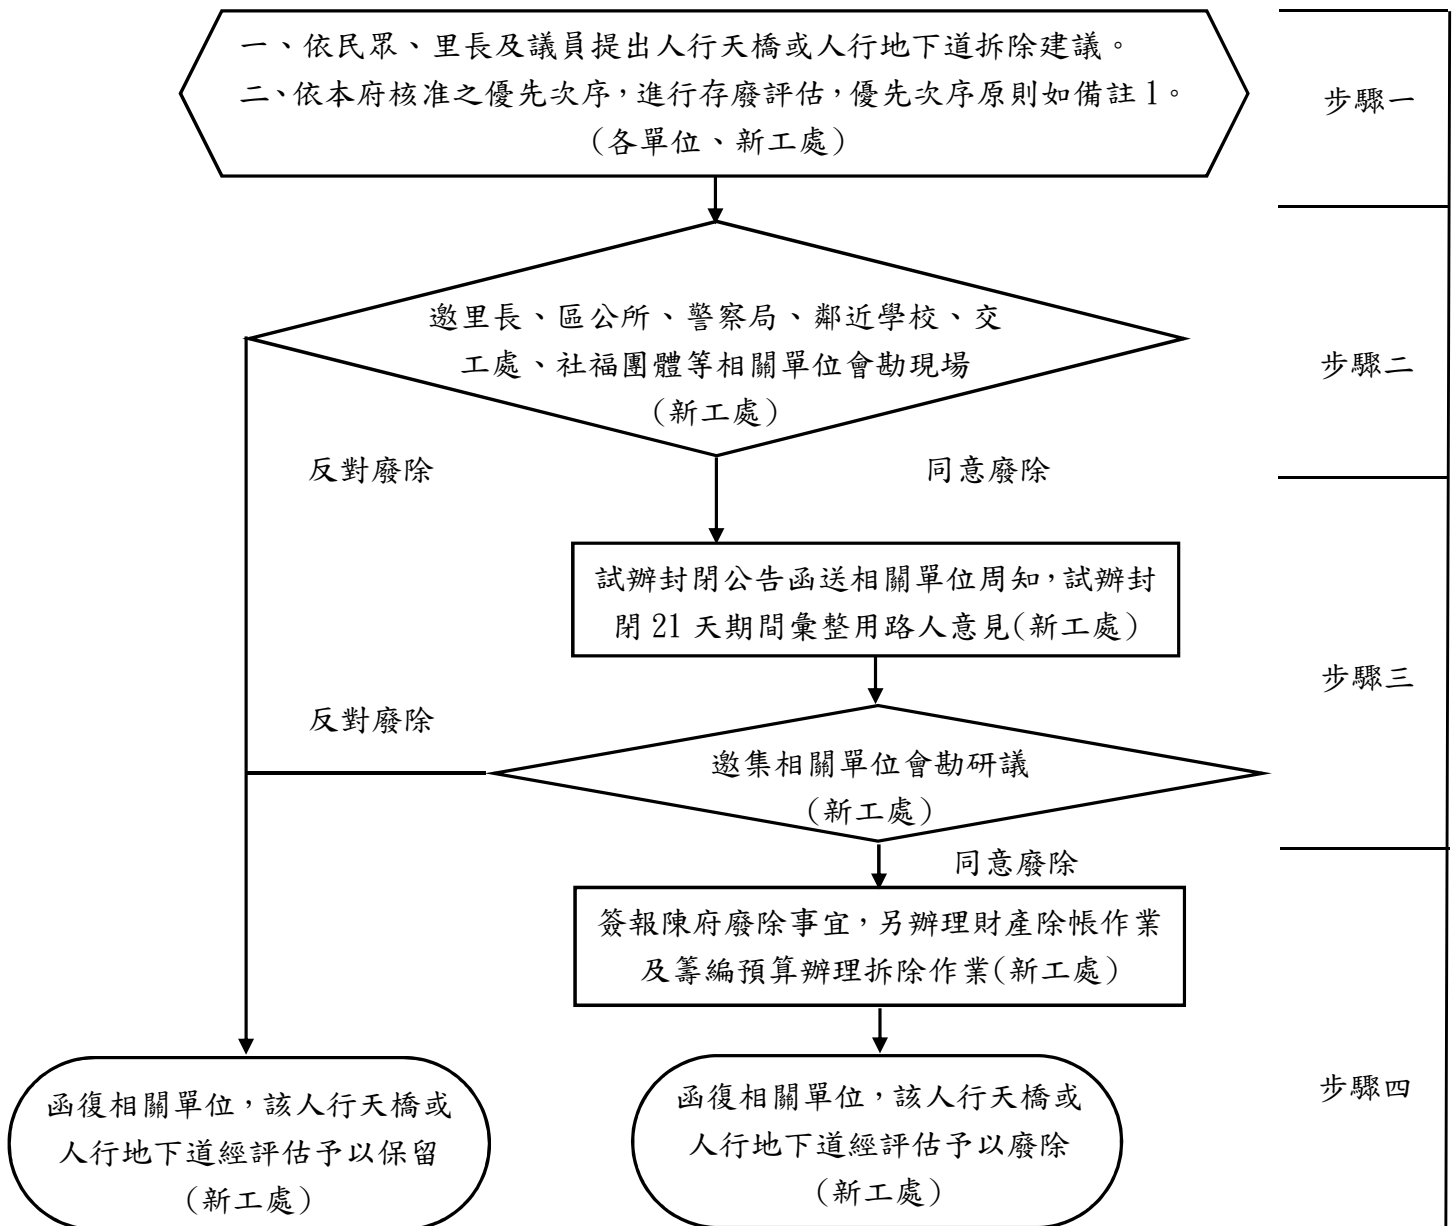 一、依民眾、里長及議員提出人行天橋或人行地下道拆除建議。
二、依本府核准之優先次序，進行存廢評估，優先次序原則如備註1。
（各單位、新工處）
步驟一
邀里長、區公所、警察局、鄰近學校、交
工處、社福團體等相關單位會勘現場
（新工處）
步驟二
反對廢除
同意廢除
試辦封閉公告函送相關單位周知，試辦封
閉21天期間彙整用路人意見(新工處)
步驟三
反對廢除
邀集相關單位會勘研議
（新工處）
同意廢除
簽報陳府廢除事宜，另辦理財產除帳作業
及籌編預算辦理拆除作業(新工處)
步驟四
函復相關單位，該人行天橋或
人行地下道經評估予以保留
（新工處）
函復相關單位，該人行天橋或
人行地下道經評估予以廢除
（新工處）